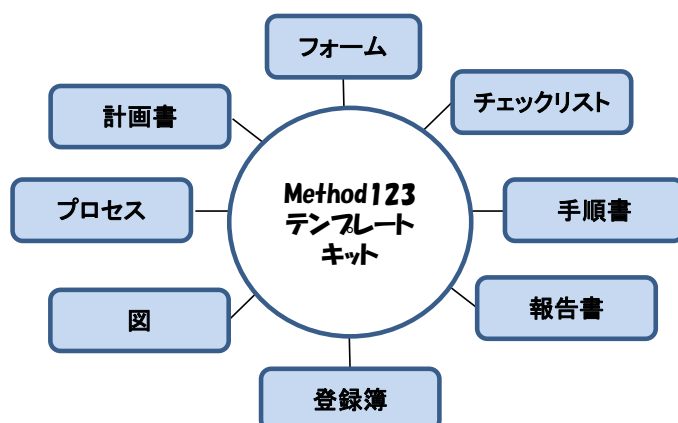 フォーム
計画書
チェックリスト
Method123
テンプレート
キット
プロセス
手順書
図
報告書
登録簿